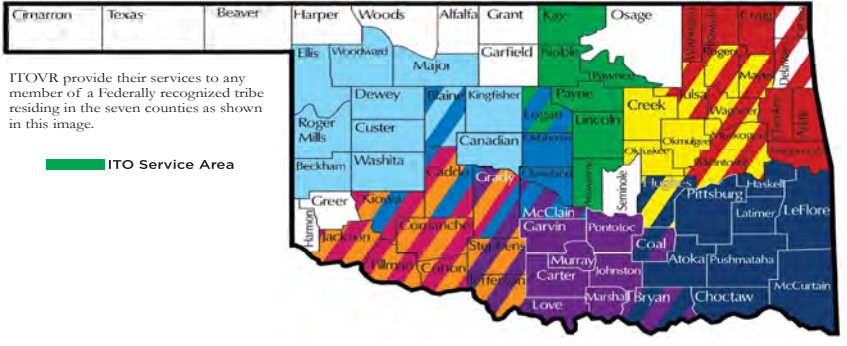 Cimarron Texas Beaver Harper Woods Alfalfa Grant Kay Osage Craig
Ellis Woodward Garfield Noble Rogers
Major Pawnee Mayes Delaware
ITOVR provide their services to any
member of a Federally recognized tribe
residing in the seven counties as shown
in this image.
Dewey Blaine Kingfisher Logan Payne Creek Tulsa
Roger
Mills Custer Lincoln Wagoner Cherokee Adair
Canadian Oklahoma Okmulgee Muskogee
ITO Service Area
Beckham Washita Okfuskee
Caddo Grady Cleveland Seminole Hughes Pittsburg Haskell
Greer Kiowa McClain Latimer LeFlore
Harmon Comanche Garvin Pontotoc
Jackson Stephens Coal
Tillman Cotton Murray Atoka Pushmataha
Jefferson Carter Johnston McCurtain
Love Marshall Bryan Choctaw